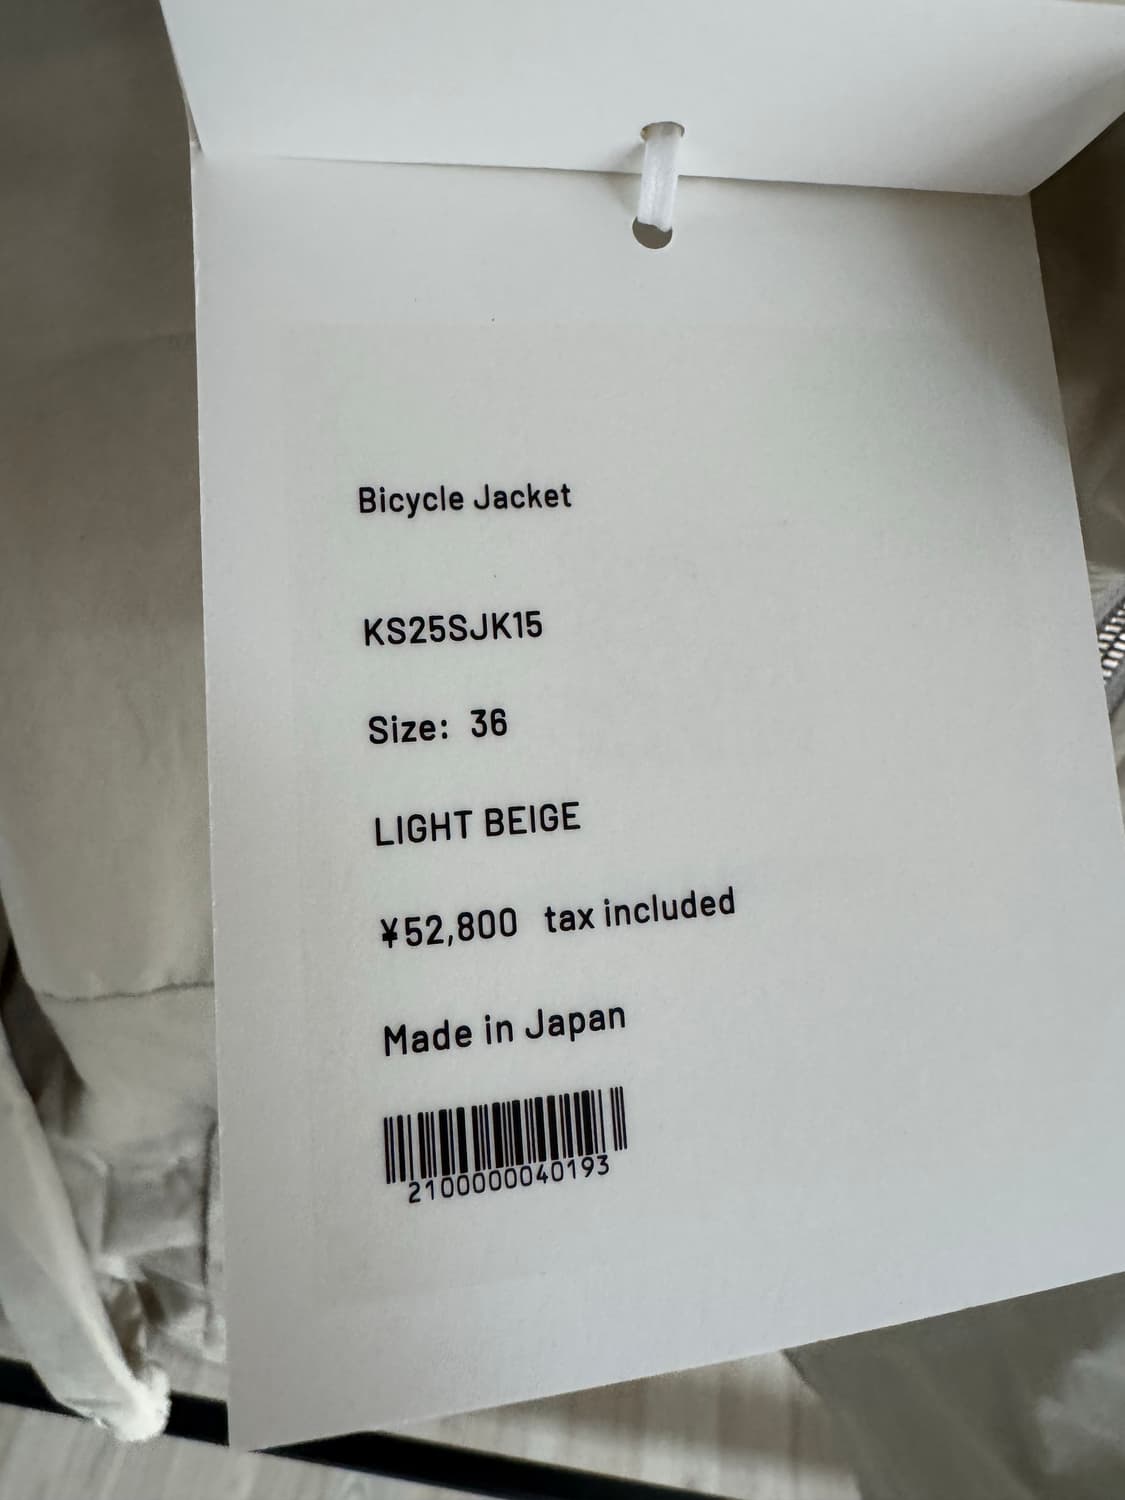 Bicycle Jacket
KS25SJK15
Size: 36
LIGHT BEIGE
¥52,800 tax included
Made in Japan
2100000040193